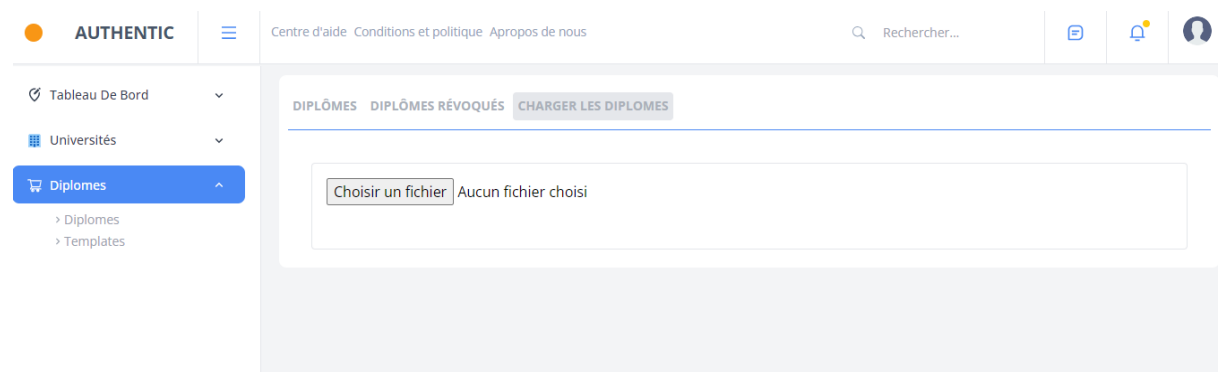 AUTHENTIC
Centre d'aide Conditions et politique Apropos de nous
Rechercher...
Tableau De Bord
Universités
Diplomes
> Diplomes
> Templates
DIPLÔMES DIPLÔMES RÉVOQUÉS CHARGER LES DIPLOMES
Choisir un fichier Aucun fichier choisi